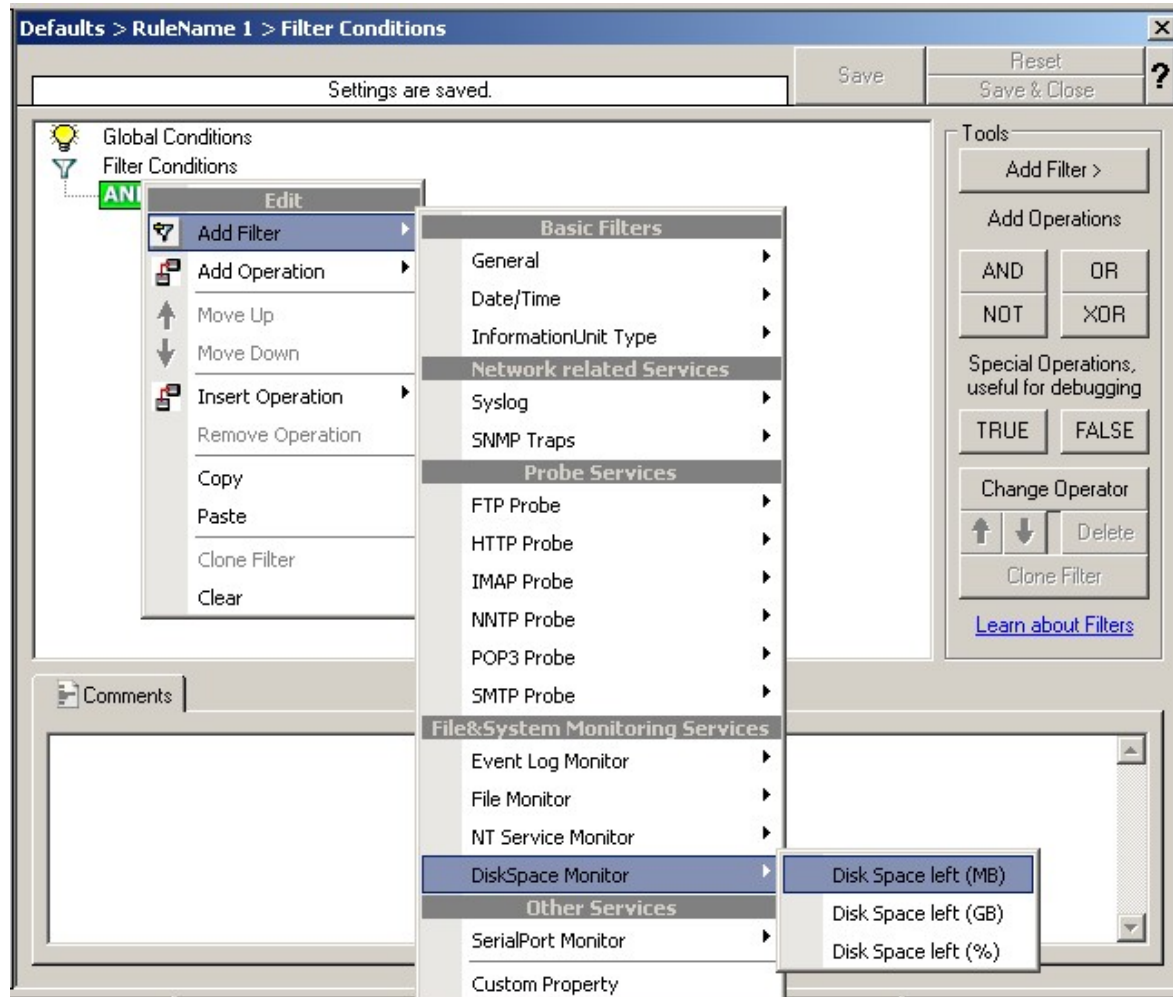 Defaults > RuleName 1 > Filter Conditions
Settings are saved.
Save
Reset
Save & Close
?
Global Conditions
Filter Conditions
Edit
Add Filter
Add Operation
Move Up
Move Down
Insert Operation
Remove Operation
Copy
Paste
Clone Filter
Clear
Basic Filters
General
Date/Time
InformationUnit Type
Network related Services
Syslog
SNMP Traps
Probe Services
FTP Probe
HTTP Probe
IMAP Probe
NNTP Probe
POP3 Probe
SMTP Probe
File&System Monitoring Services
Event Log Monitor
File Monitor
NT Service Monitor
DiskSpace Monitor
Other Services
SerialPort Monitor
Custom Property
Disk Space left (MB)
Disk Space left (GB)
Disk Space left (%)
Tools
Add Filter >
Add Operations
AND OR
NOT XOR
Special Operations,
useful for debugging
TRUE FALSE
Change Operator
Delete
Clone Filter
Learn about Filters
Comments